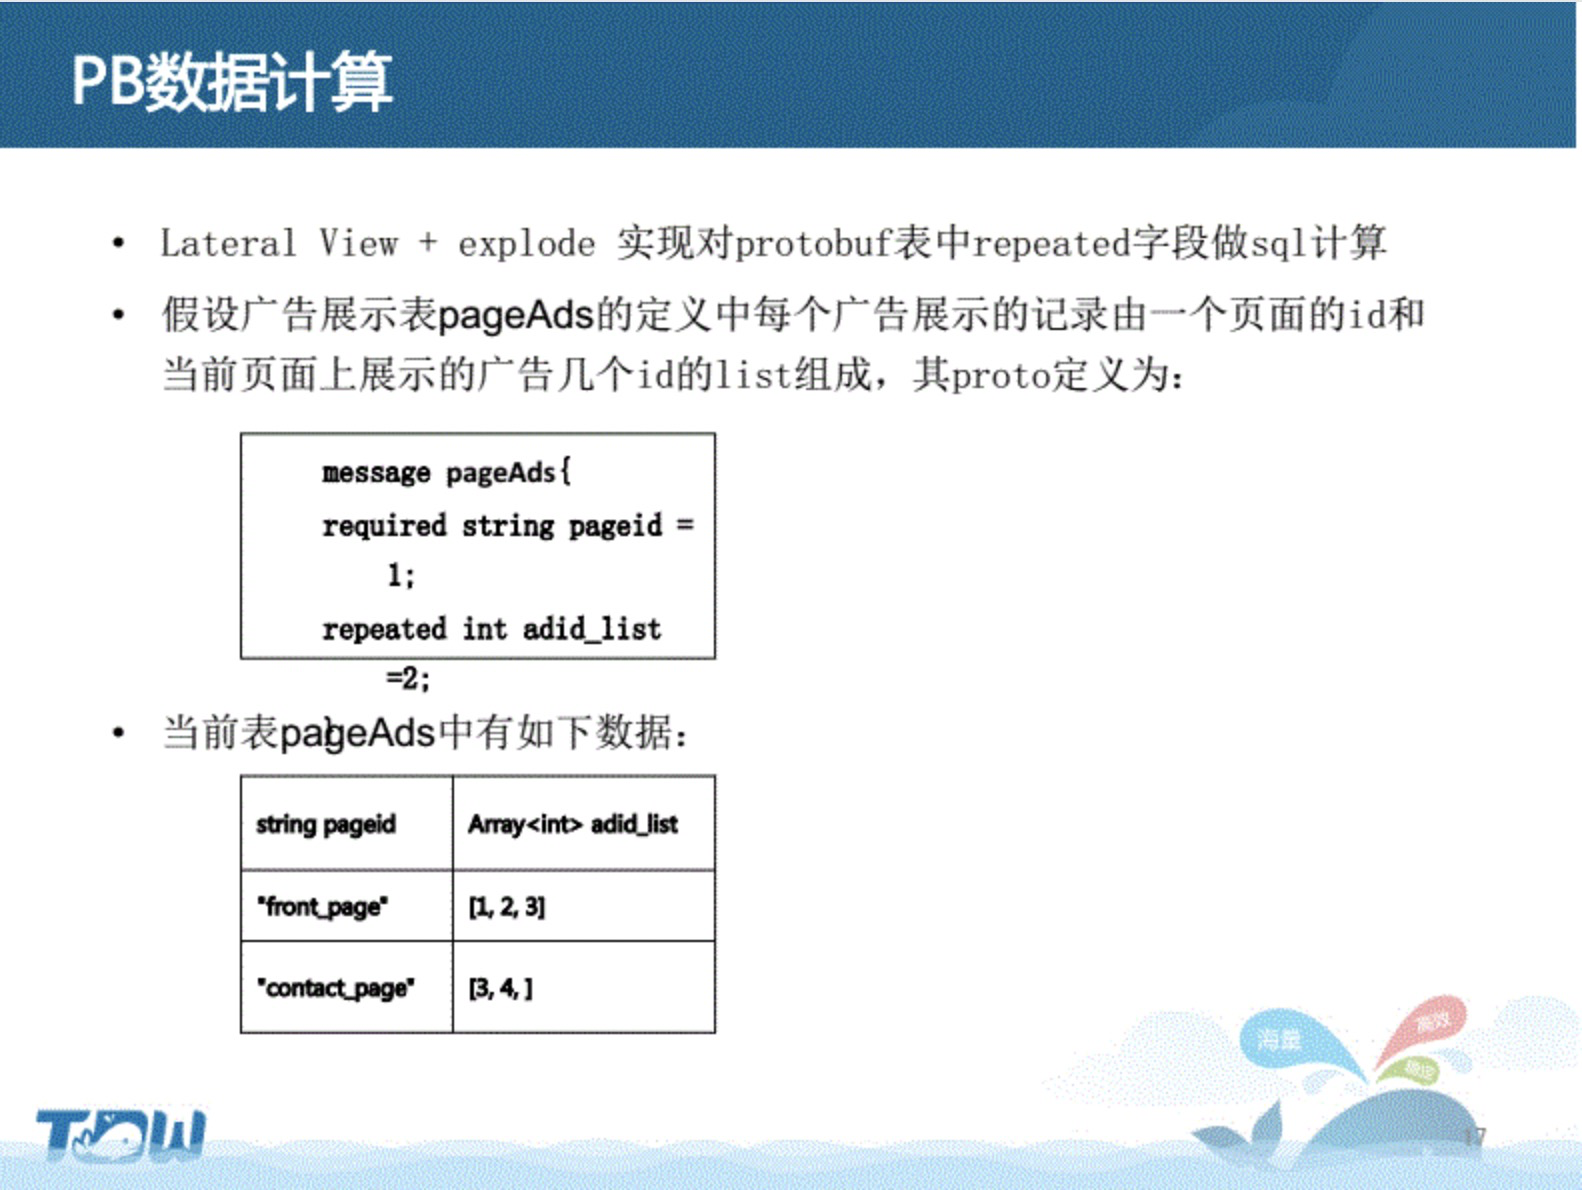 PB数据计算
• Lateral View + explode 实现对protobuf表中repeated字段做sql计算
• 假设广告展示表pageAds的定义中每个广告展示的记录由一个页面的id和
当前页面上展示的广告几个id的list组成，其proto定义为：
message pageAds{
required string pageid =
1;
repeated int adid_list
=2;
}
• 当前表pageAds中有如下数据：
string pageid Array<int> adid_list
"front_page" [1, 2, 3]
"contact_page" [3, 4, ]
海量
高效
稳定
TDW
17